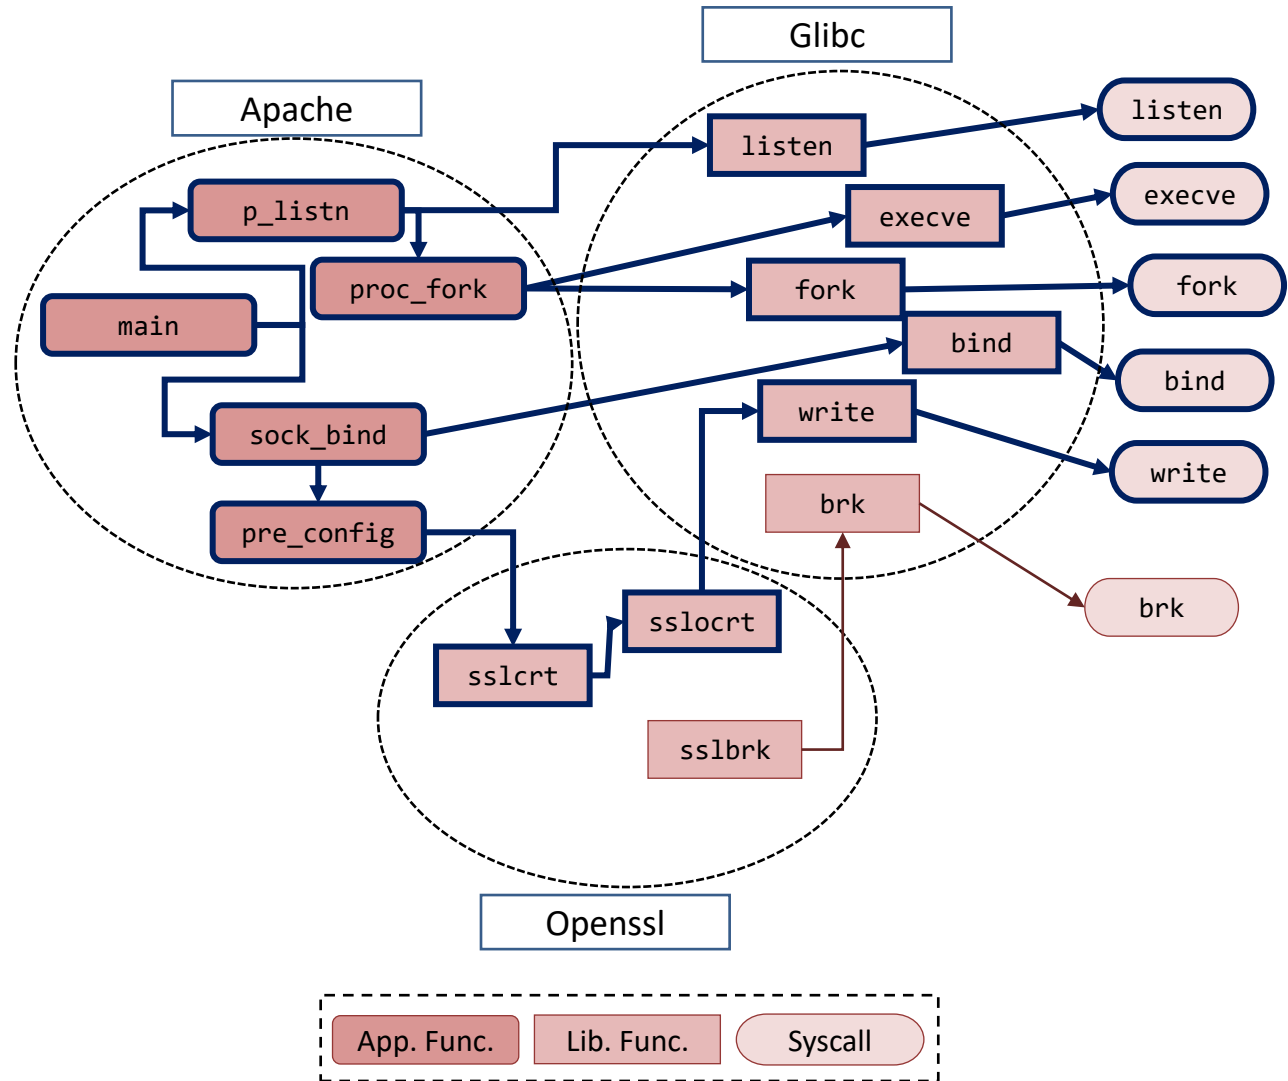 Glibc
Apache
listen
listen
p_listn
execve
execve
proc_fork
fork
fork
main
bind
bind
sock_bind
write
write
pre_config
brk
brk
sslocrt
sslcrt
sslbrk
Openssl
App. Func.
Lib. Func.
Syscall